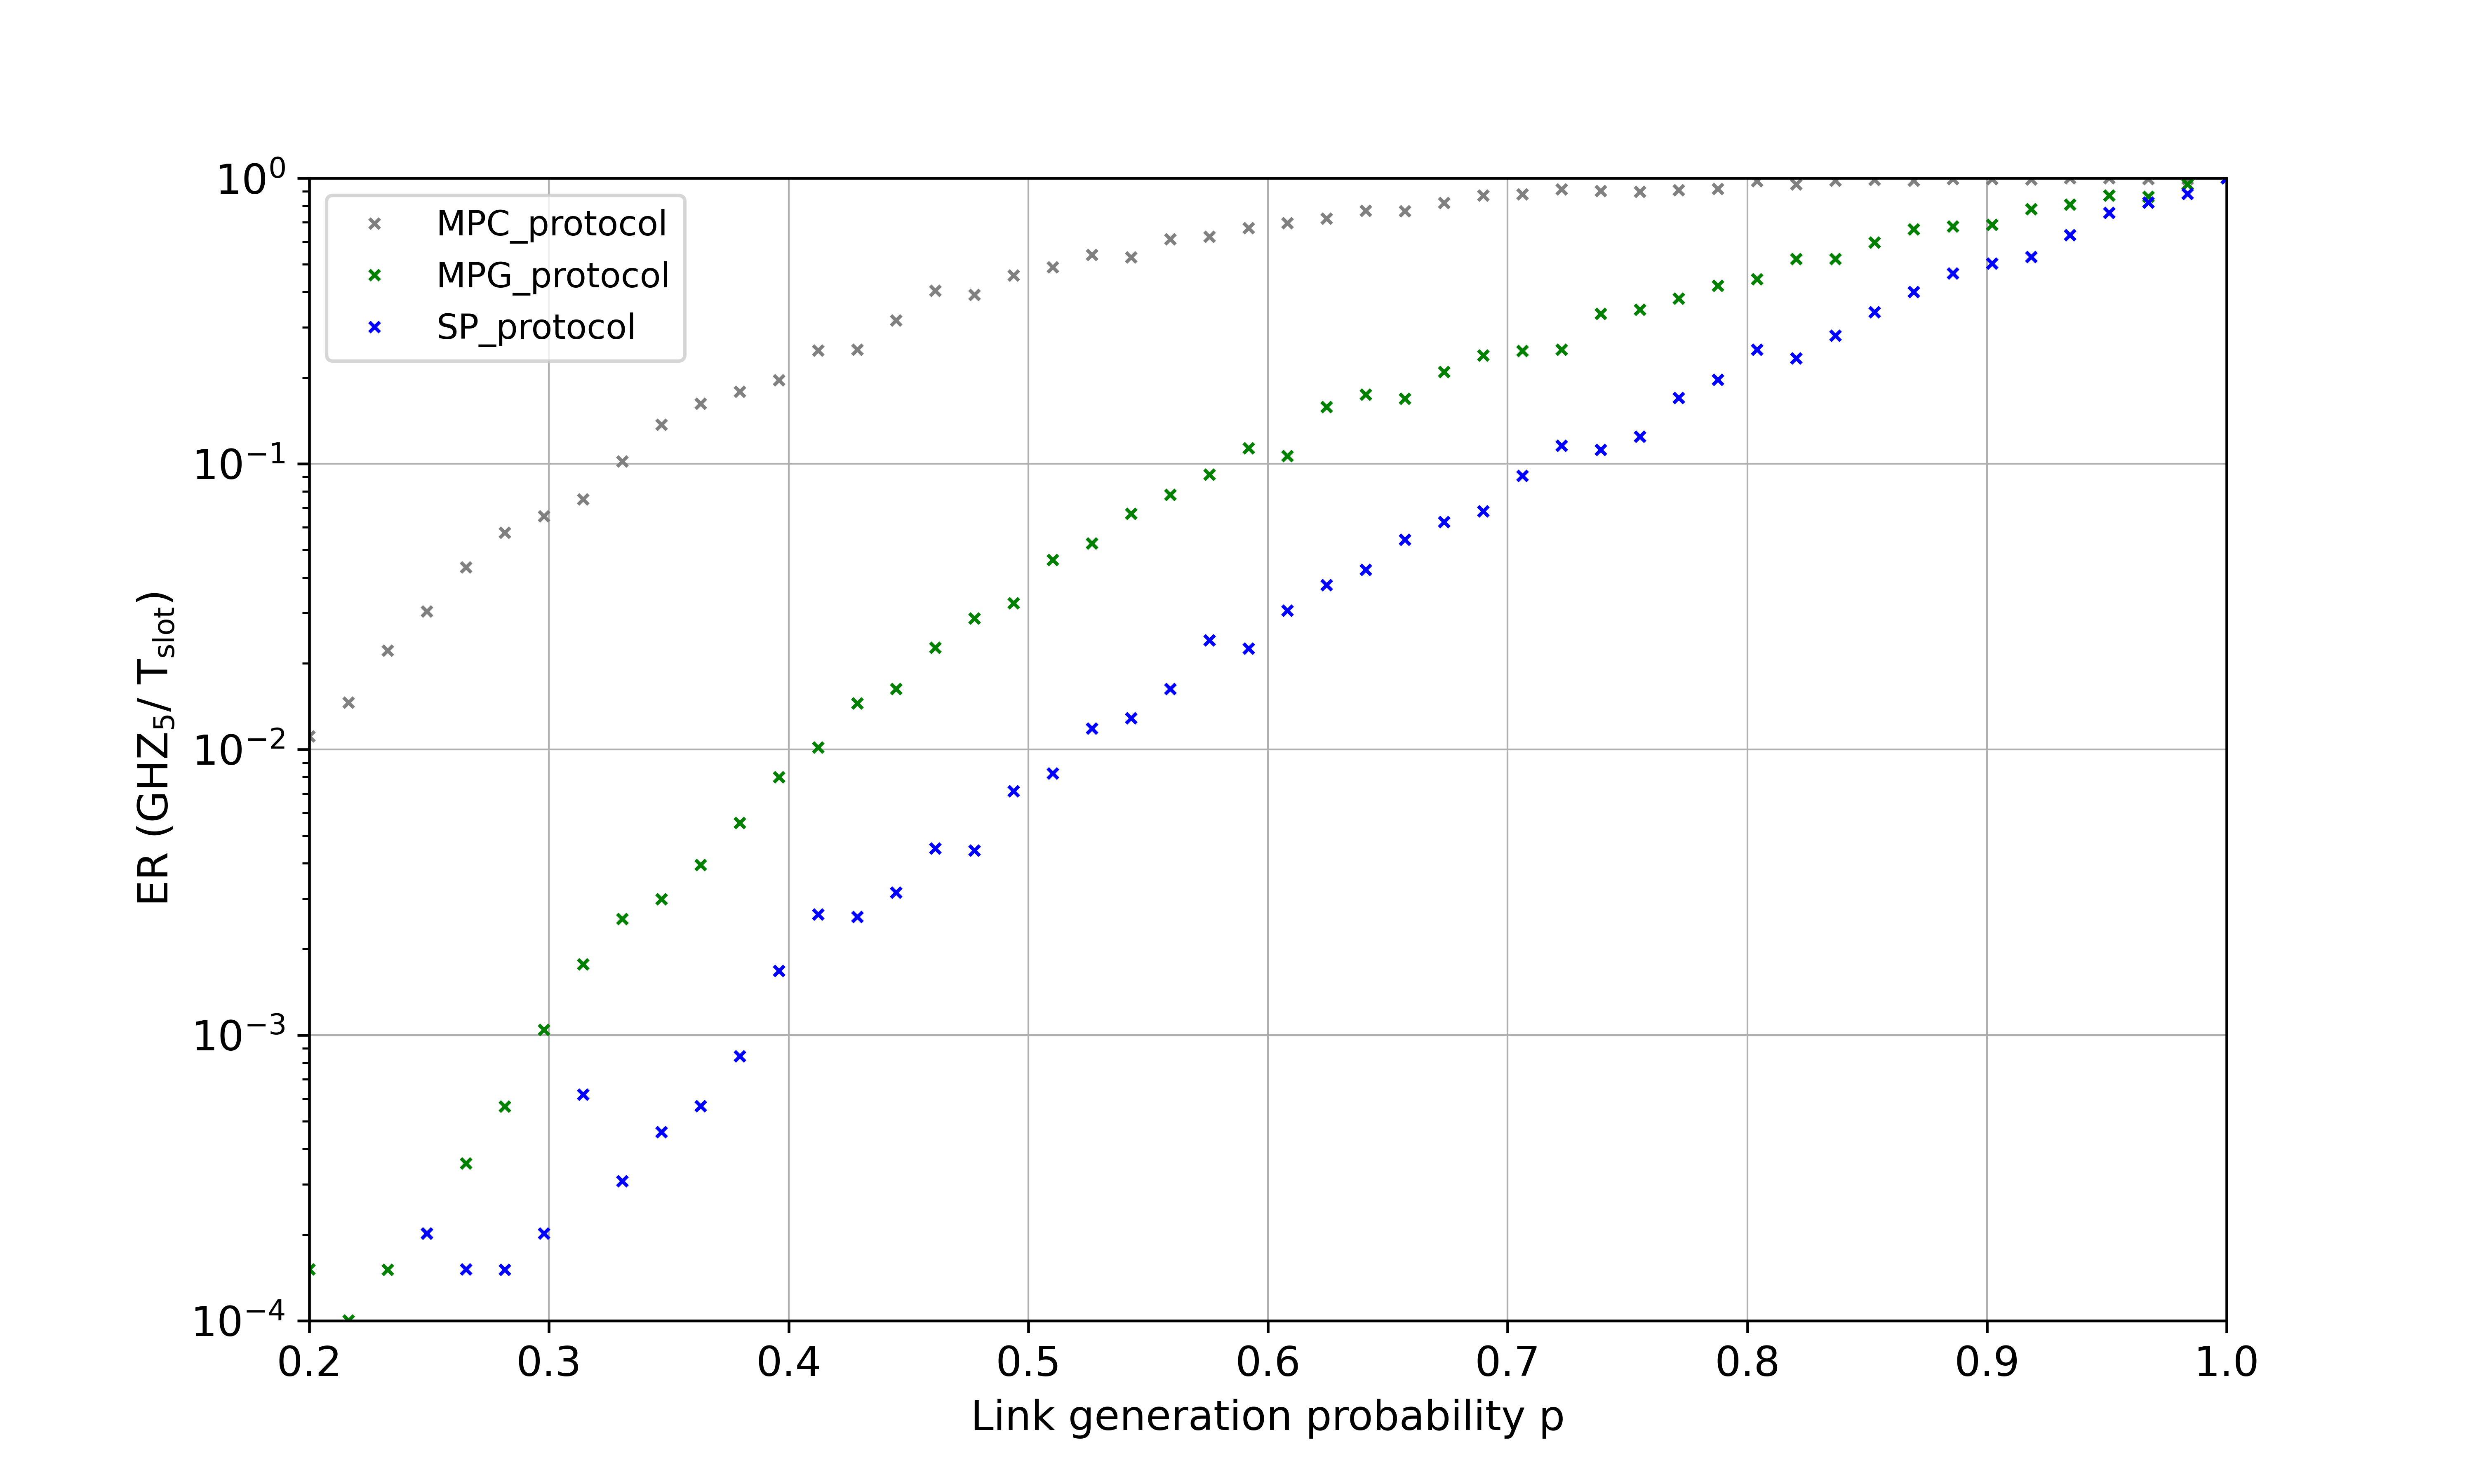 MPC_protocol
MPG_protocol
SP_protocol
10⁰
10⁻¹
10⁻²
10⁻³
10⁻⁴
ER (GHZ₅/ Tₛₗₒₜ)
0.2 0.3 0.4 0.5 0.6 0.7 0.8 0.9 1.0
Link generation probability p